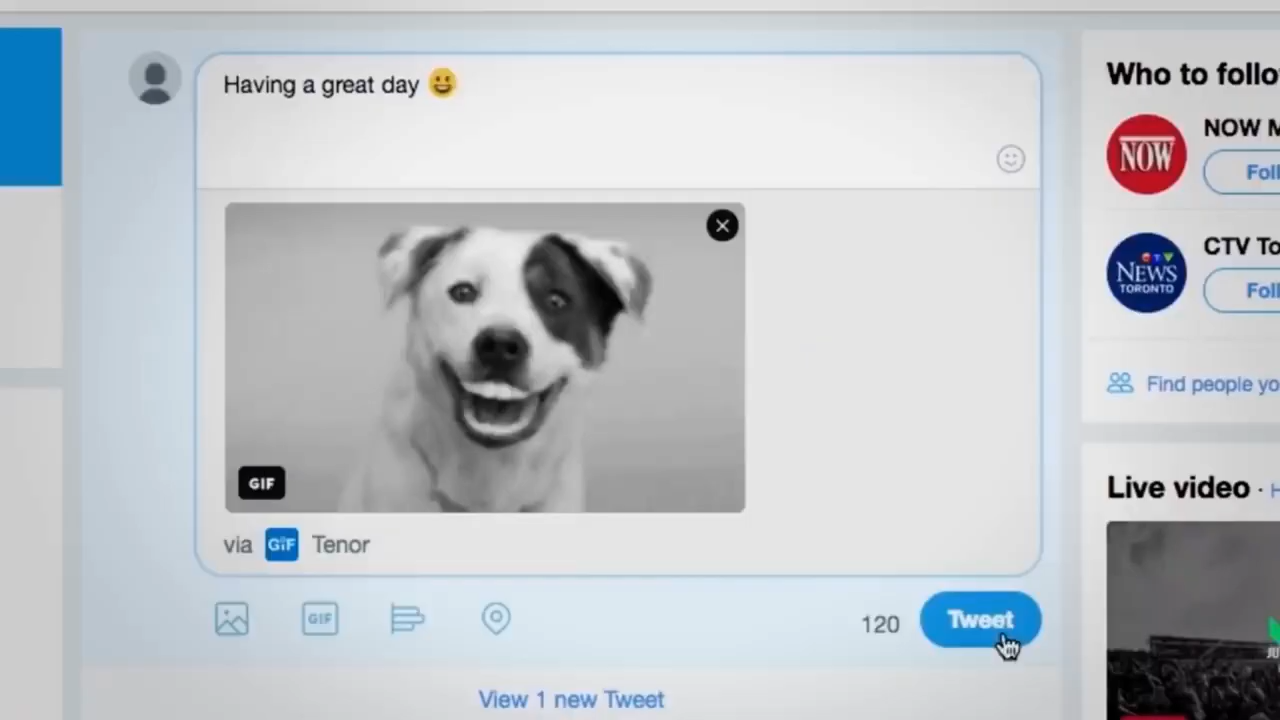 Having a great day 😀
GIF
via GIF Tenor
GIF
120
Tweet
View 1 new Tweet
Who to follo
NOW
NOW M
Foll
CTV
NEWS
TORONTO
CTV To
Foll
Find people yo
Live video ·